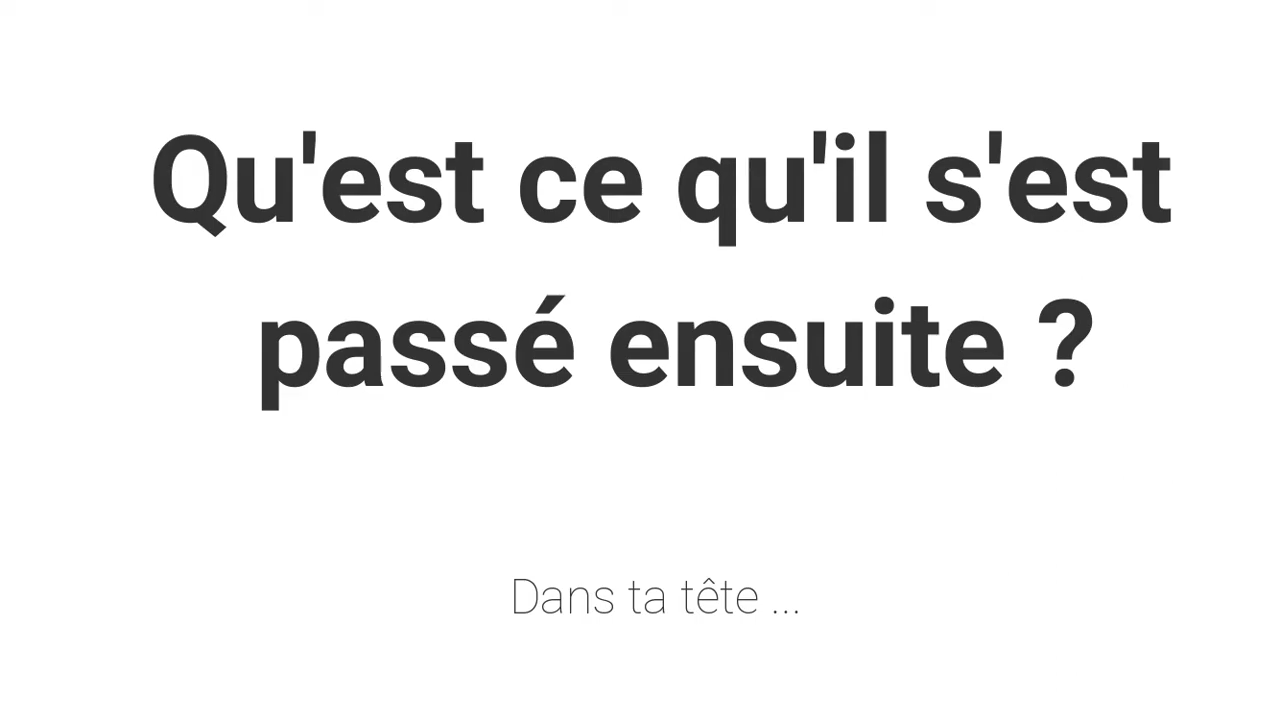 Qu'est ce qu'il s'est
passé ensuite ?
Dans ta tête ...